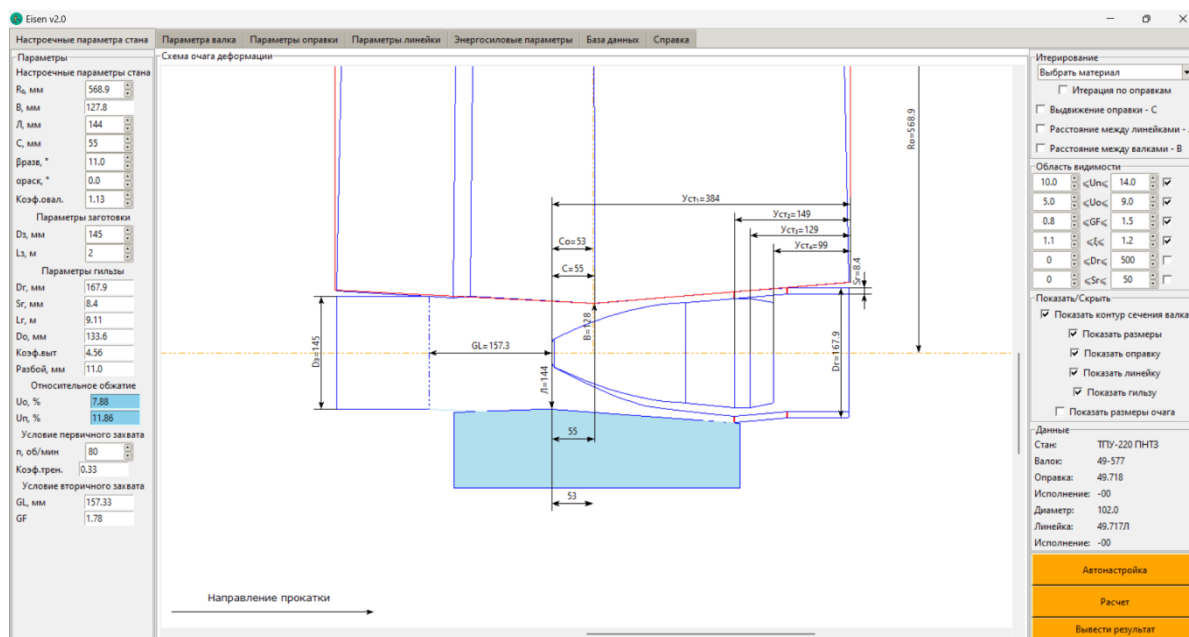 Eisen v2.0
Настроечные параметра стана Параметра валка Параметры оправки Параметры линейки Энергосиловые параметры База данных Справка
Параметры
Настроечные параметры стана
R₀, мм 568.9
В, мм 127.8
Л, мм 144
С, мм 55
βразв, ° 11.0
αраск, ° 0.0
Коэф.овал. 1.13
Параметры заготовки
Dз, мм 145
Lз, м 2
Параметры гильзы
Dг, мм 167.9
Sг, мм 8.4
Lг, м 9.11
Do, мм 133.6
Коэф.выт 4.56
Разбой, мм 11.0
Относительное обжатие
Uo, % 7.88
Uп, % 11.86
Условие первичного захвата
n, об/мин 80
Коэф.трен. 0.33
Условие вторичного захвата
GL, мм 157.33
GF 1.78
Схема очага деформации
Ro=568.9
Уст₁=384
Уст₂=149
Уст₃=129
Уст₄=99
Co=53
C=55
Sг=8.4
B=128
GL=157.3
Dз=145
Л=144
Dг=167.9
55
53
Направление прокатки
Итерирование
Выбрать материал
Итерация по оправкам
Выдвижение оправки - С
Расстояние между линейками -
Расстояние между валками - В
Область видимости
10.0 ⩽Uп⩽ 14.0
5.0 ⩽Uo⩽ 9.0
0.8 ⩽GF⩽ 1.5
1.1 ⩽ξ⩽ 1.2
0 ⩽Dг⩽ 500
0 ⩽Sг⩽ 50
Показать/Скрыть
Показать контур сечения валка
Показать размеры
Показать оправку
Показать линейку
Показать гильзу
Показать размеры очага
Данные
Стан: ТПУ-220 ПНТЗ
Валок: 49-577
Оправка: 49.718
Исполнение: -00
Диаметр: 102.0
Линейка: 49.717Л
Исполнение: -00
Автонастройка
Расчет
Вывести результат